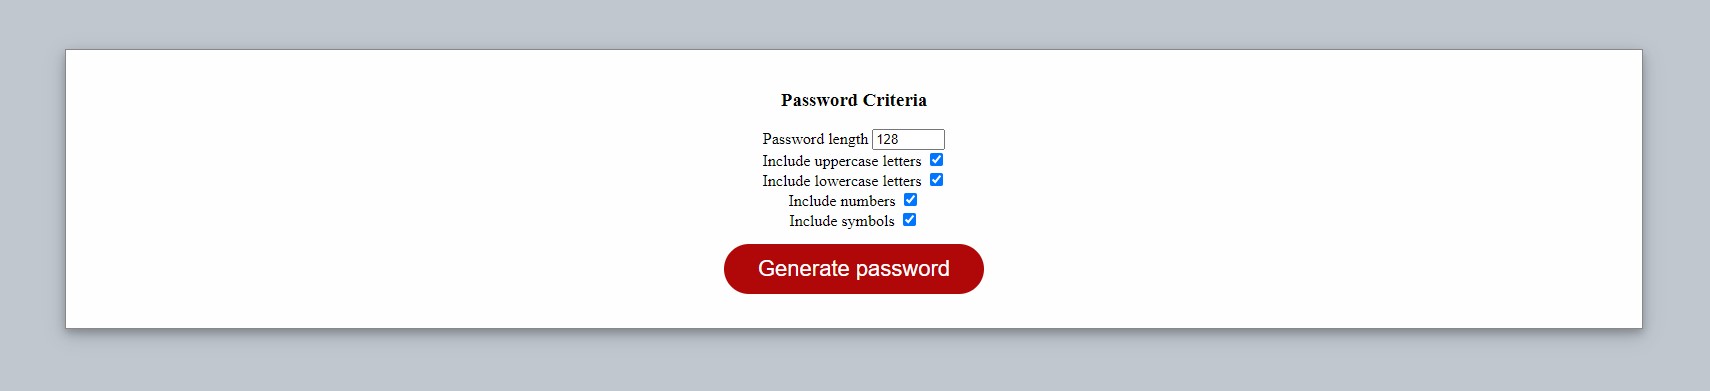 Password Criteria
Password length 128
Include uppercase letters
Include lowercase letters
Include numbers
Include symbols
Generate password